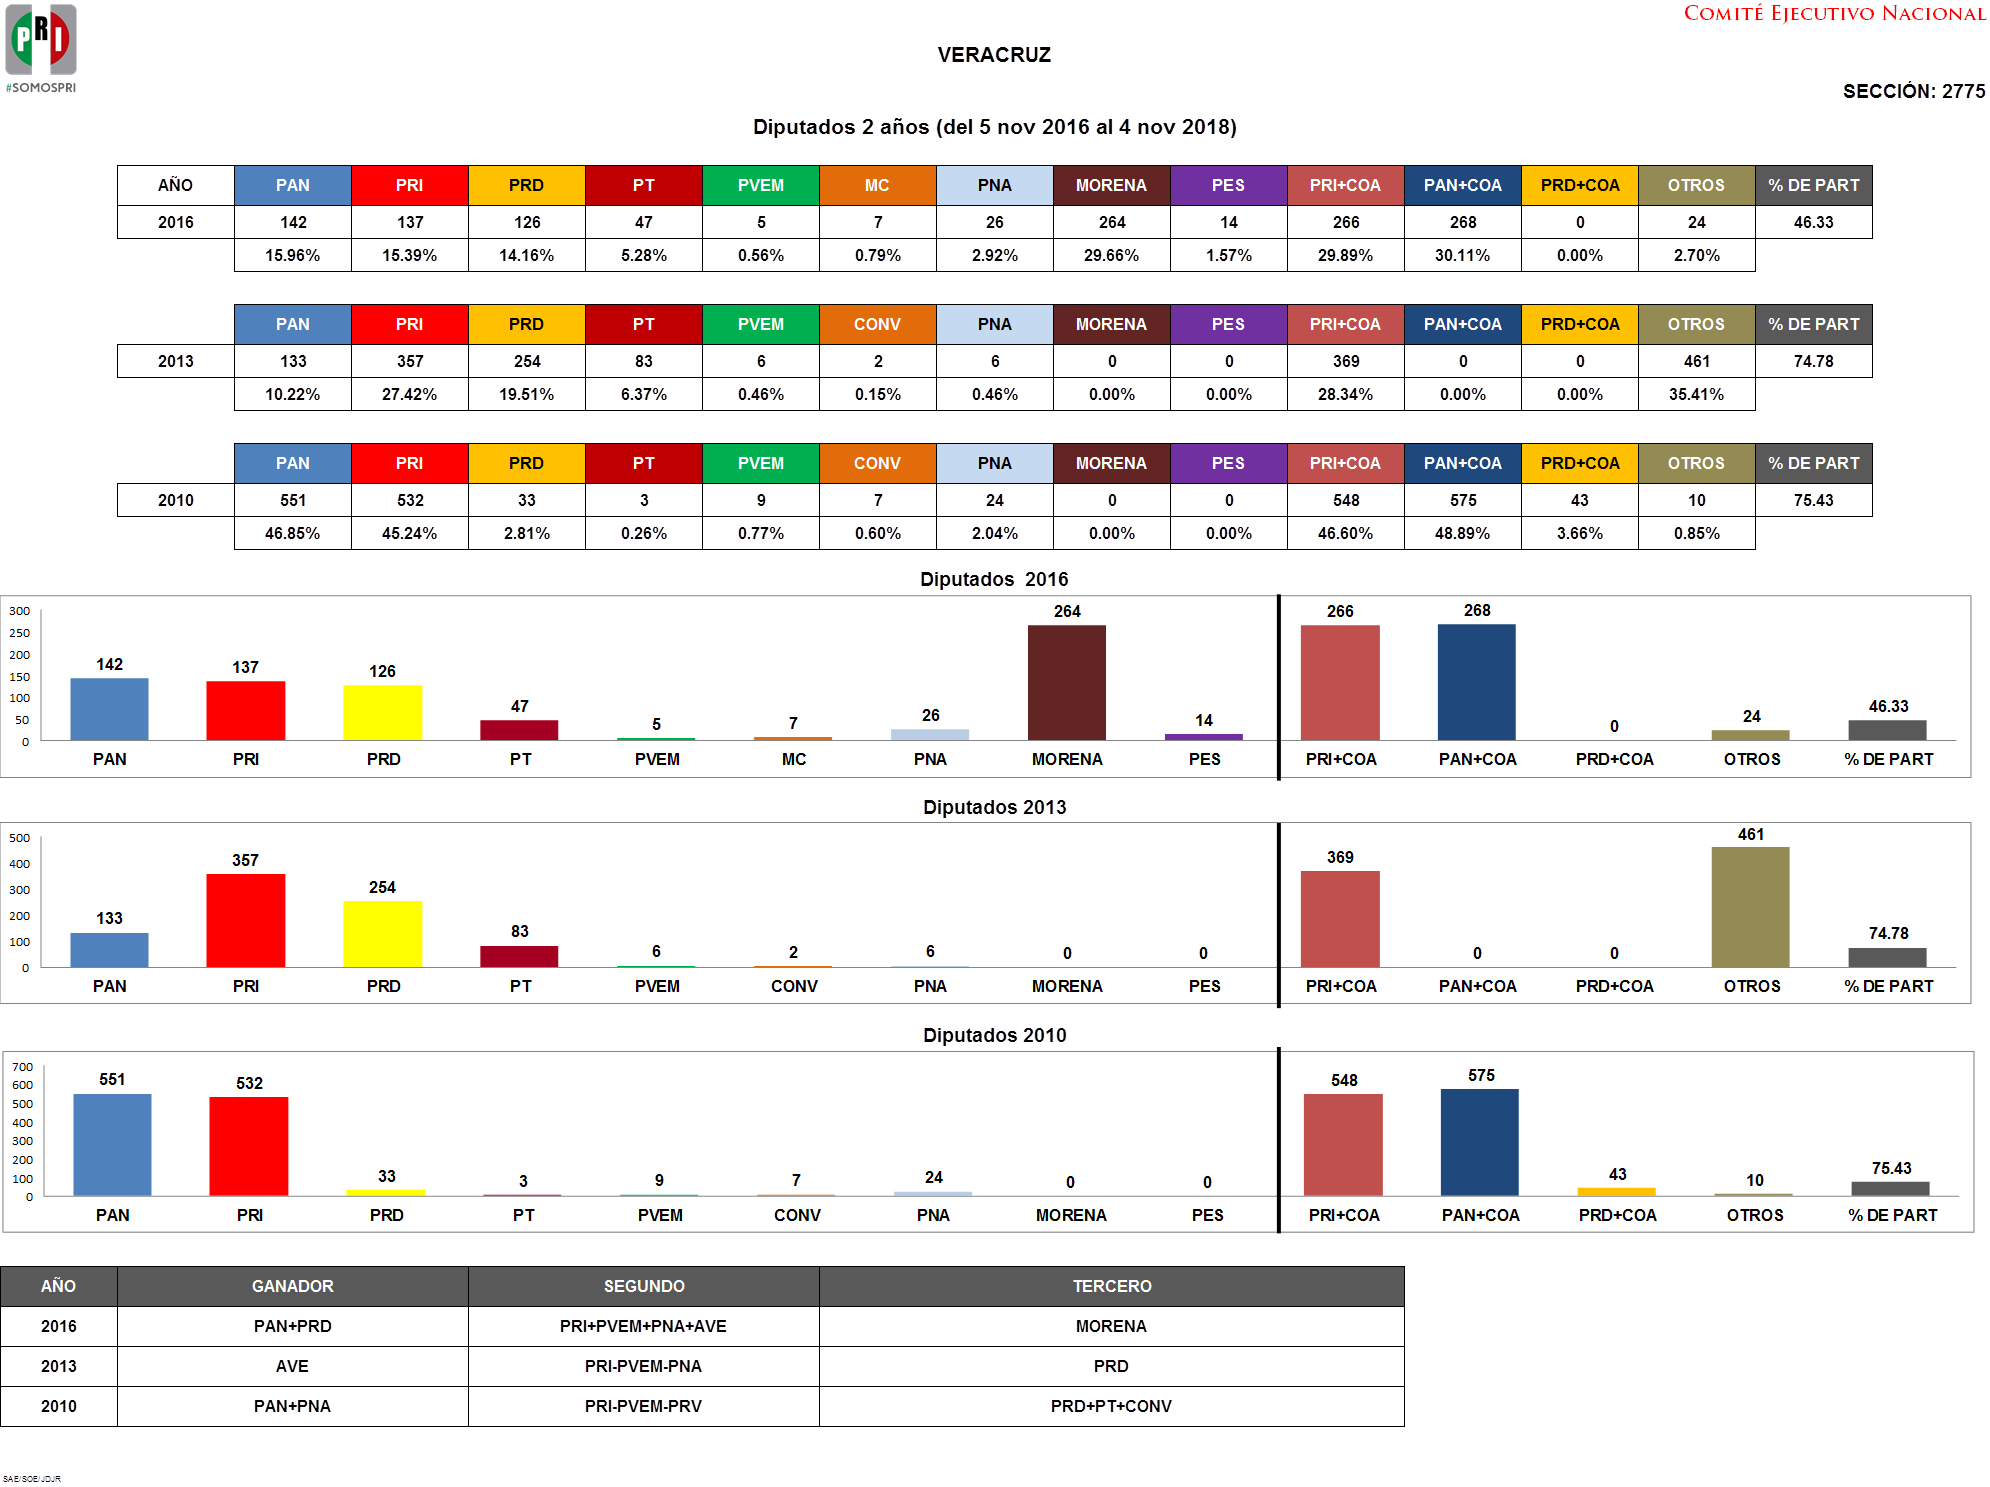 COMITÉ EJECUTIVO NACIONAL
PRI
#SOMOSPRI
VERACRUZ
SECCIÓN: 2775
Diputados 2 años (del 5 nov 2016 al 4 nov 2018)
AÑO PAN PRI PRD PT PVEM MC PNA MORENA PES PRI+COA PAN+COA PRD+COA OTROS % DE PART
2016 142 137 126 47 5 7 26 264 14 266 268 0 24 46.33
15.96% 15.39% 14.16% 5.28% 0.56% 0.79% 2.92% 29.66% 1.57% 29.89% 30.11% 0.00% 2.70%
PAN PRI PRD PT PVEM CONV PNA MORENA PES PRI+COA PAN+COA PRD+COA OTROS % DE PART
2013 133 357 254 83 6 2 6 0 0 369 0 0 461 74.78
10.22% 27.42% 19.51% 6.37% 0.46% 0.15% 0.46% 0.00% 0.00% 28.34% 0.00% 0.00% 35.41%
PAN PRI PRD PT PVEM CONV PNA MORENA PES PRI+COA PAN+COA PRD+COA OTROS % DE PART
2010 551 532 33 3 9 7 24 0 0 548 575 43 10 75.43
46.85% 45.24% 2.81% 0.26% 0.77% 0.60% 2.04% 0.00% 0.00% 46.60% 48.89% 3.66% 0.85%
Diputados 2016
300
250
200
150
100
50
0
142 137 126 47 5 7 26 264 14 266 268 0 24 46.33
PAN PRI PRD PT PVEM MC PNA MORENA PES PRI+COA PAN+COA PRD+COA OTROS % DE PART
Diputados 2013
500
400
300
200
100
0
133 357 254 83 6 2 6 0 0 369 0 0 461 74.78
PAN PRI PRD PT PVEM CONV PNA MORENA PES PRI+COA PAN+COA PRD+COA OTROS % DE PART
Diputados 2010
700
600
500
400
300
200
100
0
551 532 33 3 9 7 24 0 0 548 575 43 10 75.43
PAN PRI PRD PT PVEM CONV PNA MORENA PES PRI+COA PAN+COA PRD+COA OTROS % DE PART
AÑO GANADOR SEGUNDO TERCERO
2016 PAN+PRD PRI+PVEM+PNA+AVE MORENA
2013 AVE PRI-PVEM-PNA PRD
2010 PAN+PNA PRI-PVEM-PRV PRD+PT+CONV
SAE/SOE/JDJR